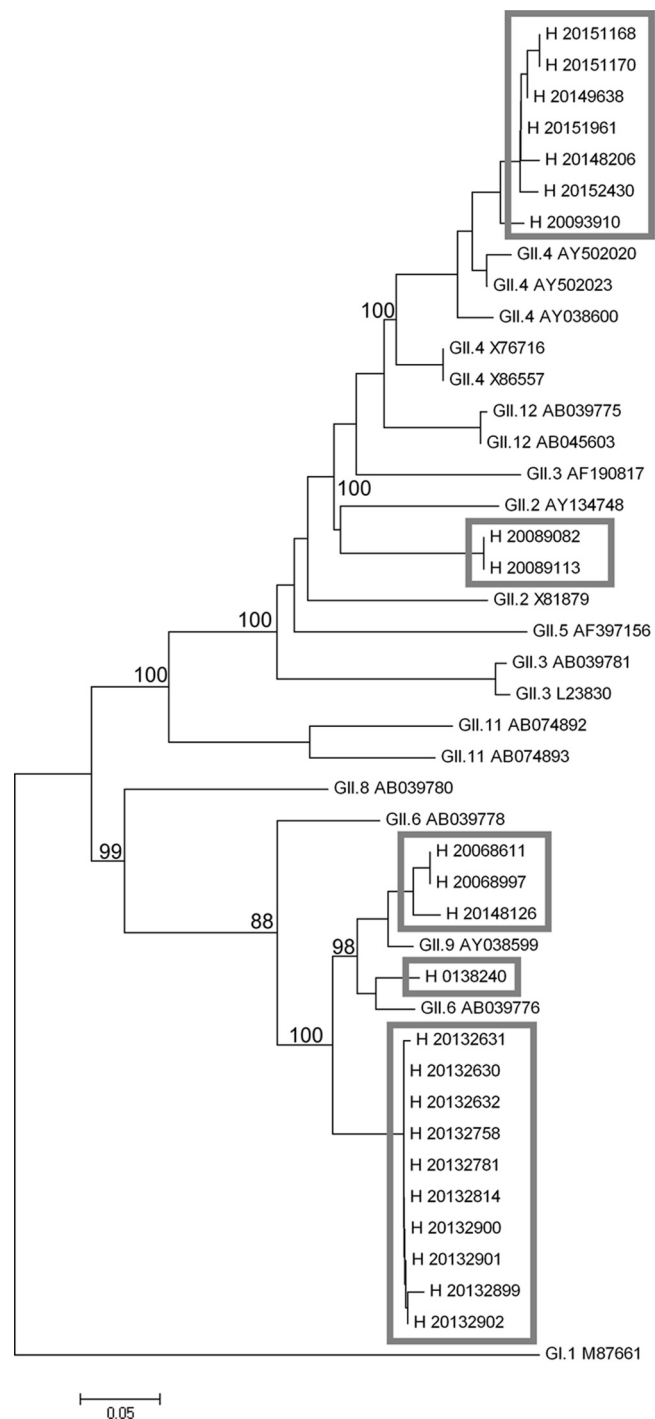 H 20151168
H 20151170
H 20149638
H 20151961
H 20148206
H 20152430
H 20093910
GII.4 AY502020
GII.4 AY502023
100
GII.4 AY038600
GII.4 X76716
GII.4 X86557
GII.12 AB039775
GII.12 AB045603
GII.3 AF190817
100
GII.2 AY134748
H 20089082
H 20089113
GII.2 X81879
100
GII.5 AF397156
GII.3 AB039781
100
GII.3 L23830
GII.11 AB074892
GII.11 AB074893
GII.8 AB039780
GII.6 AB039778
99
H 20068611
H 20068997
88
H 20148126
98
GII.9 AY038599
H 0138240
GII.6 AB039776
100
H 20132631
H 20132630
H 20132632
H 20132758
H 20132781
H 20132814
H 20132900
H 20132901
H 20132899
H 20132902
GI.1 M87661
0.05